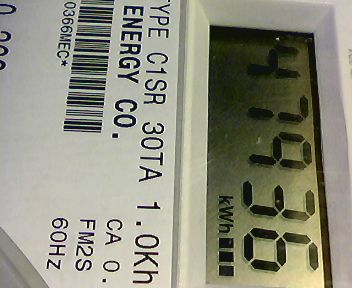 TYPE C1SR 30TA 1.0Kh
ENERGY CO.
CA 0.
FM2S
60HZ
0366MEC*
47936
kWh